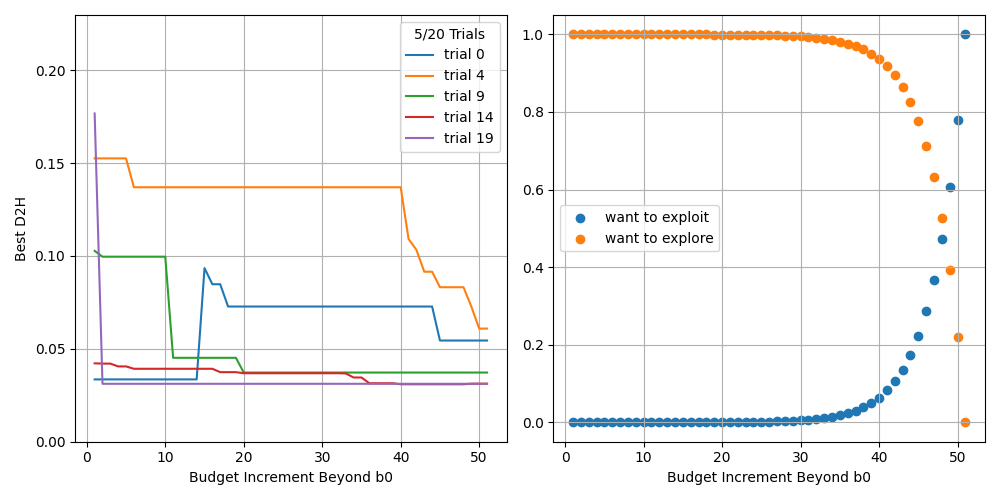 5/20 Trials
trial 0
trial 4
trial 9
trial 14
trial 19
Best D2H
0.20
0.15
0.10
0.05
0.00
0 10 20 30 40 50
Budget Increment Beyond b0
1.0
0.8
0.6
0.4
0.2
0.0
want to exploit
want to explore
0 10 20 30 40 50
Budget Increment Beyond b0